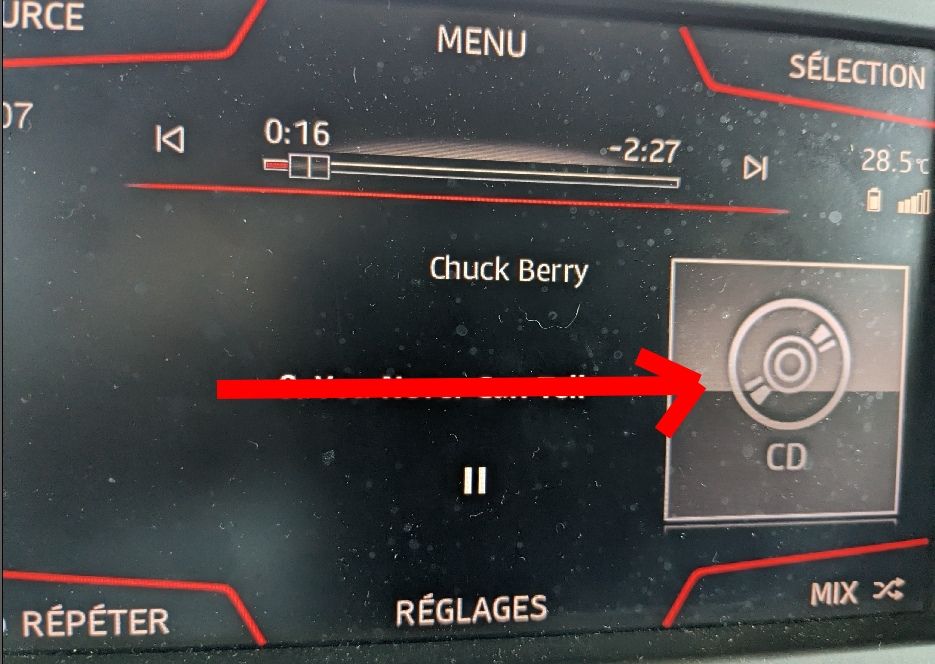 URCE
MENU
SÉLECTION
07
0:16
-2:27
28.5°C
Chuck Berry
CD
RÉPÉTER
RÉGLAGES
MIX